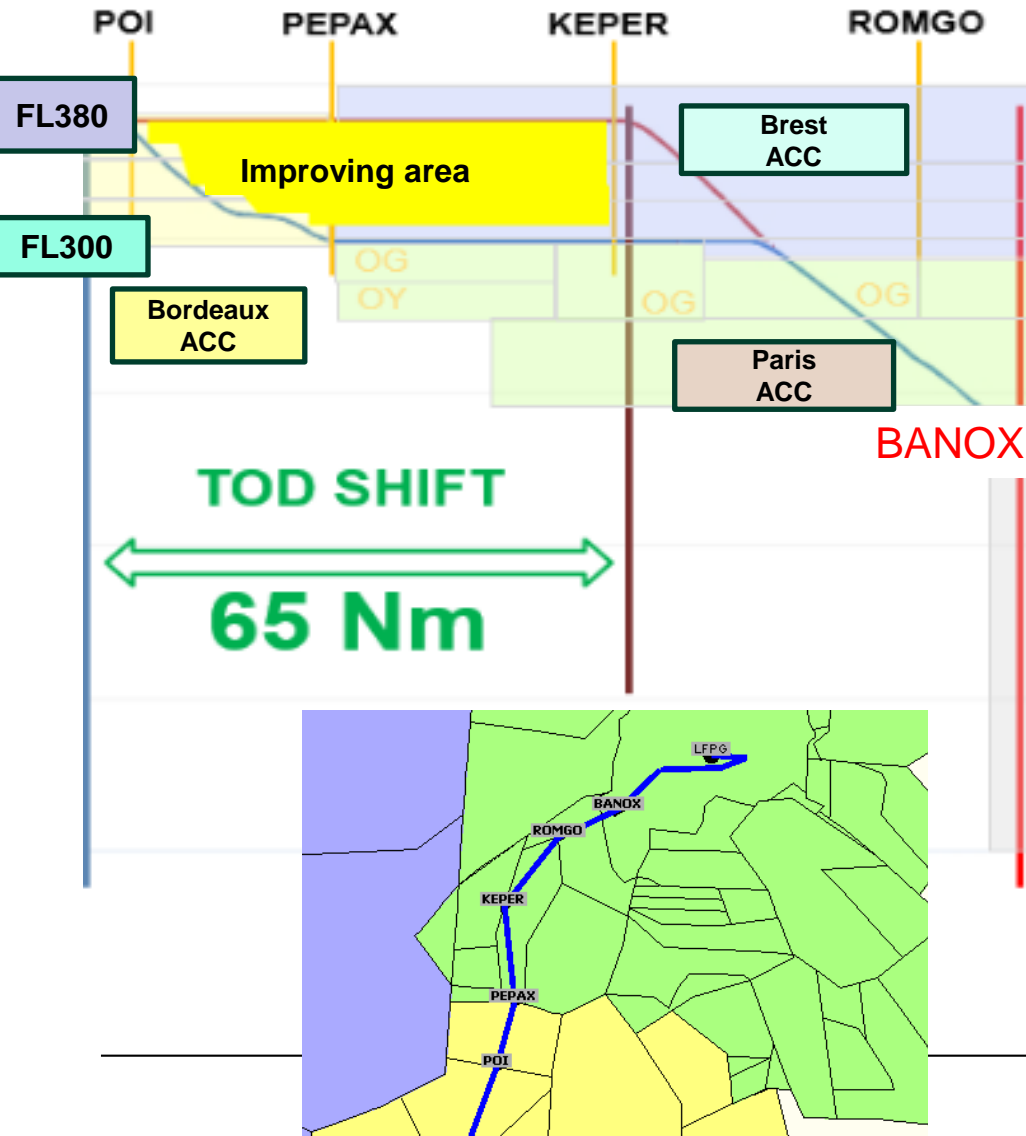 POI PEPAX KEPER ROMGO
FL380
Brest
ACC
Improving area
FL300
OG
OY
OG
OG
Bordeaux
ACC
Paris
ACC
BANOX
TOD SHIFT
65 Nm
LFPG
BANOX
ROMGO
KEPER
PEPAX
POI